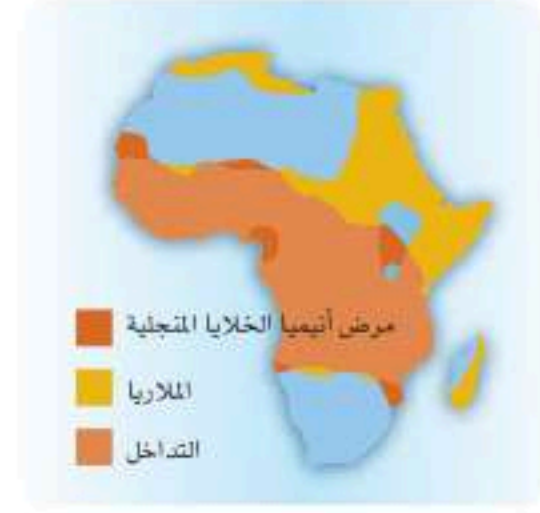 مرض أنيميا الخلايا المنجلية
الملاريا
التداخل